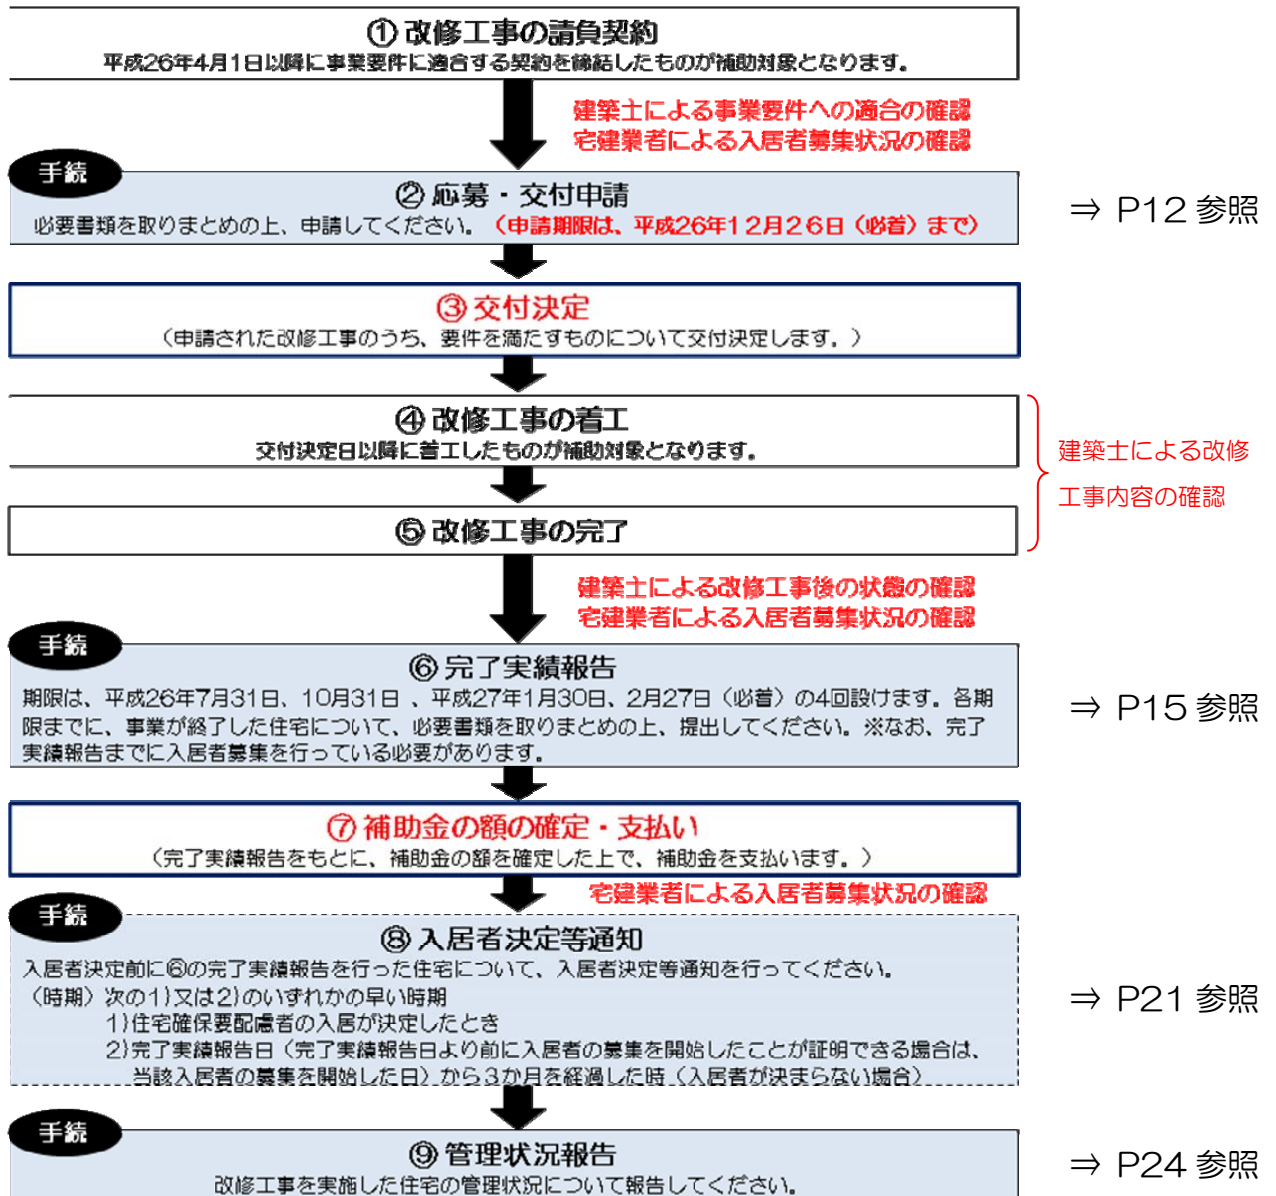 ① 改修工事の請負契約
平成26年4月1日以降に事業要件に適合する契約を締結したものが補助対象となります。
建築士による事業要件への適合の確認
宅建業者による入居者募集状況の確認
手続
② 応募・交付申請
必要書類を取りまとめの上、申請してください。（申請期限は、平成26年12月26日（必着）まで）
⇒ P12 参照
③ 交付決定
（申請された改修工事のうち、要件を満たすものについて交付決定します。）
④ 改修工事の着工
交付決定日以降に着工したものが補助対象となります。
建築士による改修
工事内容の確認
⑤ 改修工事の完了
建築士による改修工事後の状態の確認
宅建業者による入居者募集状況の確認
手続
⑥ 完了実績報告
期限は、平成26年7月31日、10月31日 、平成27年1月30日、2月27日（必着）の4回設けます。各期
限までに、事業が終了した住宅について、必要書類を取りまとめの上、提出してください。※なお、完了
実績報告までに入居者募集を行っている必要があります。
⇒ P15 参照
⑦ 補助金の額の確定・支払い
（完了実績報告をもとに、補助金の額を確定した上で、補助金を支払います。）
宅建業者による入居者募集状況の確認
手続
⑧ 入居者決定等通知
入居者決定前に⑥の完了実績報告を行った住宅について、入居者決定等通知を行ってください。
（時期）次の1)又は2)のいずれかの早い時期
1)住宅確保要配慮者の入居が決定したとき
2)完了実績報告日（完了実績報告日より前に入居者の募集を開始したことが証明できる場合は、
当該入居者の募集を開始した日）から3か月を経過した時（入居者が決まらない場合）
⇒ P21 参照
手続
⑨ 管理状況報告
改修工事を実施した住宅の管理状況について報告してください。
⇒ P24 参照